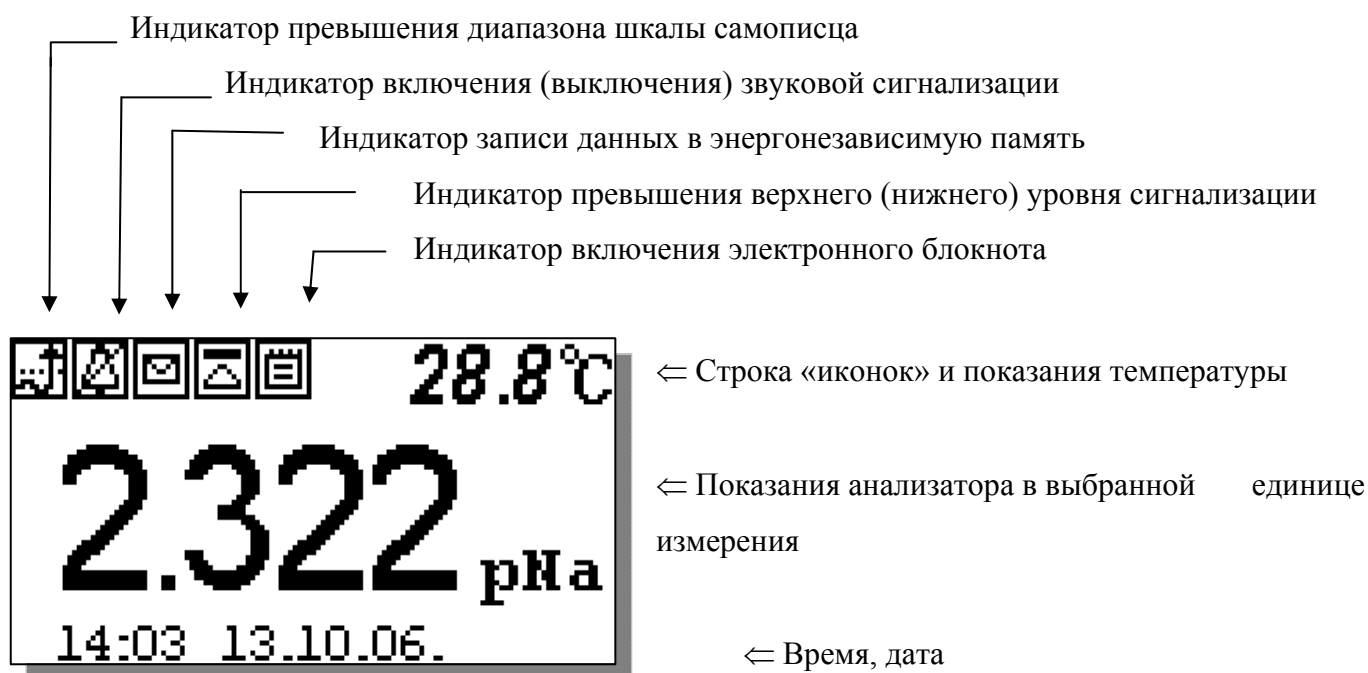 Индикатор превышения диапазона шкалы самописца
Индикатор включения (выключения) звуковой сигнализации
Индикатор записи данных в энергонезависимую память
Индикатор превышения верхнего (нижнего) уровня сигнализации
Индикатор включения электронного блокнота
28.8°C
⇐ Строка «иконок» и показания температуры
2.322 pNa
⇐ Показания анализатора в выбранной единице
измерения
14:03 13.10.06.
⇐ Время, дата